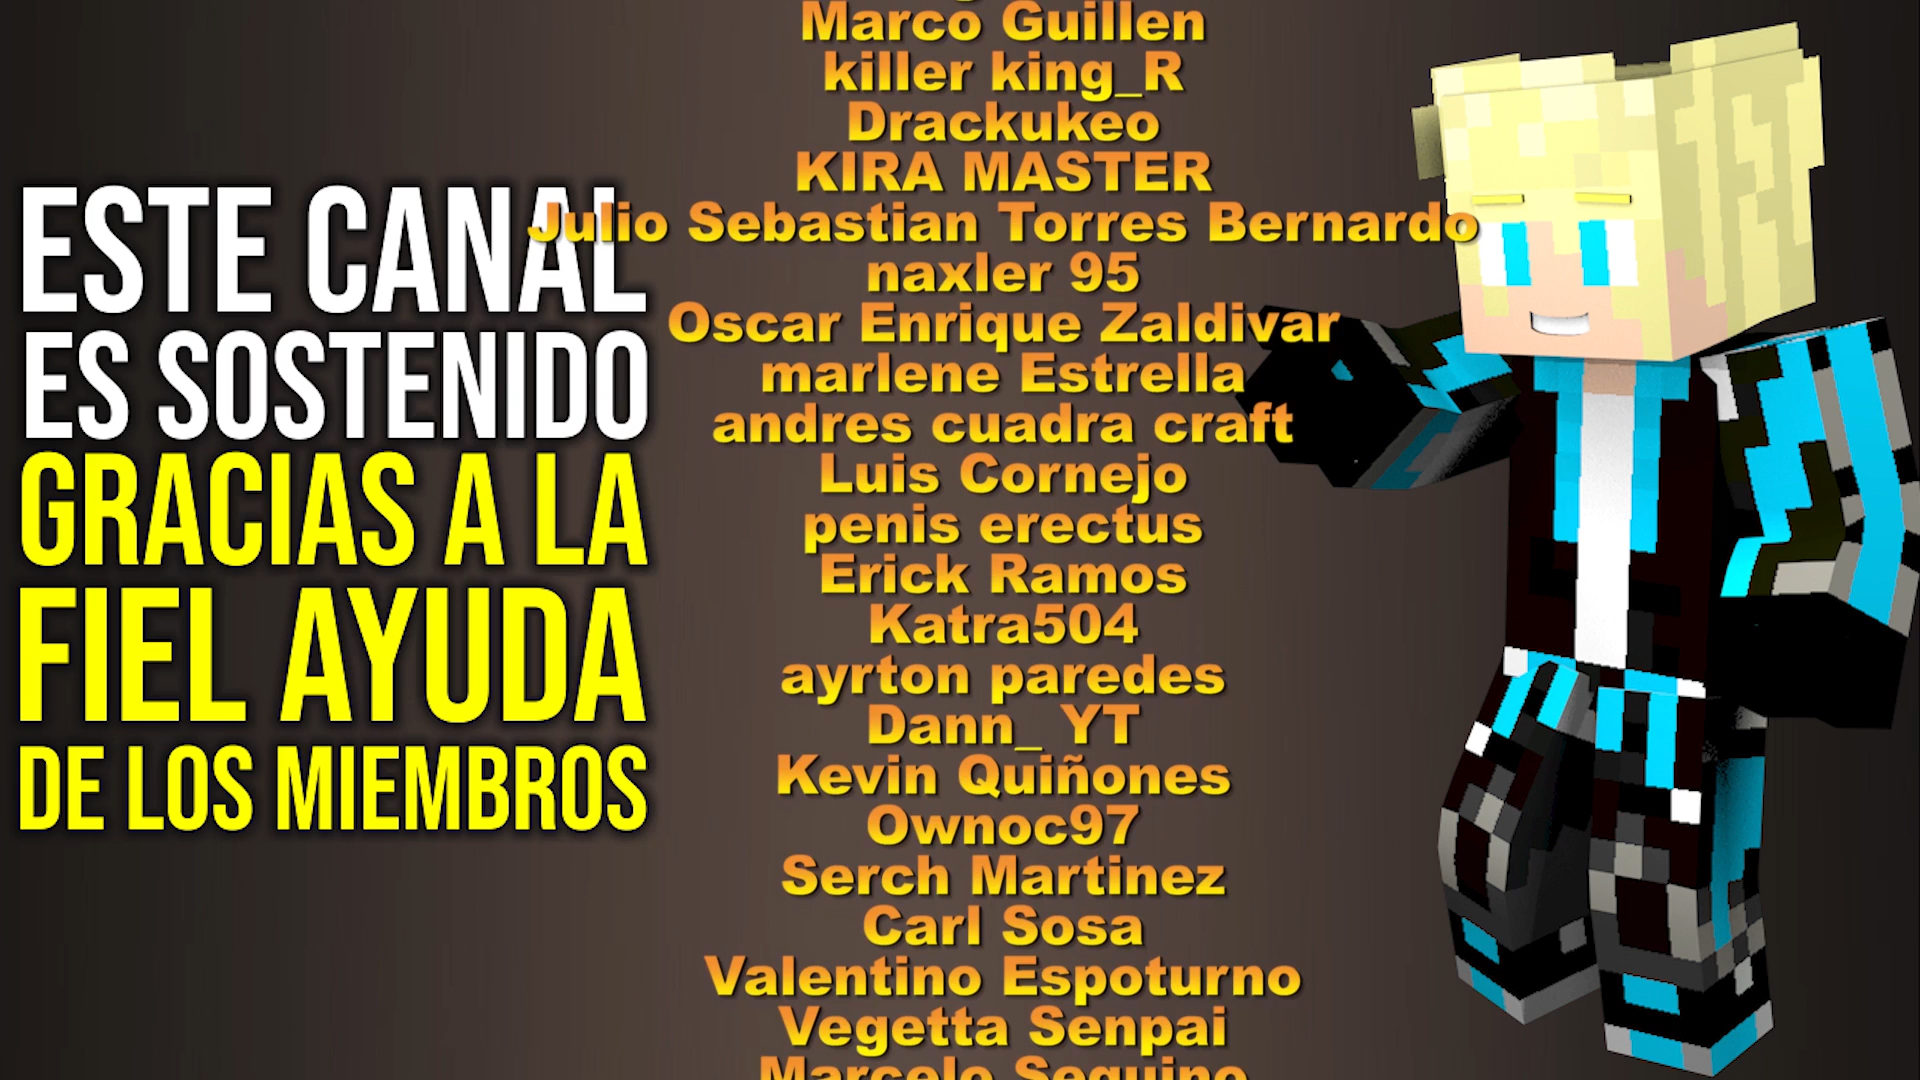 ESTE CANAL
ES SOSTENIDO
GRACIAS A LA
FIEL AYUDA
DE LOS MIEMBROS
Marco Guillen
killer king_R
Drackukeo
KIRA MASTER
Julio Sebastian Torres Bernardo
naxler 95
Oscar Enrique Zaldivar
marlene Estrella
andres cuadra craft
Luis Cornejo
penis erectus
Erick Ramos
Katra504
ayrton paredes
Dann_ YT
Kevin Quiñones
Ownoc97
Serch Martinez
Carl Sosa
Valentino Espoturno
Vegetta Senpai
Marcelo Seguino